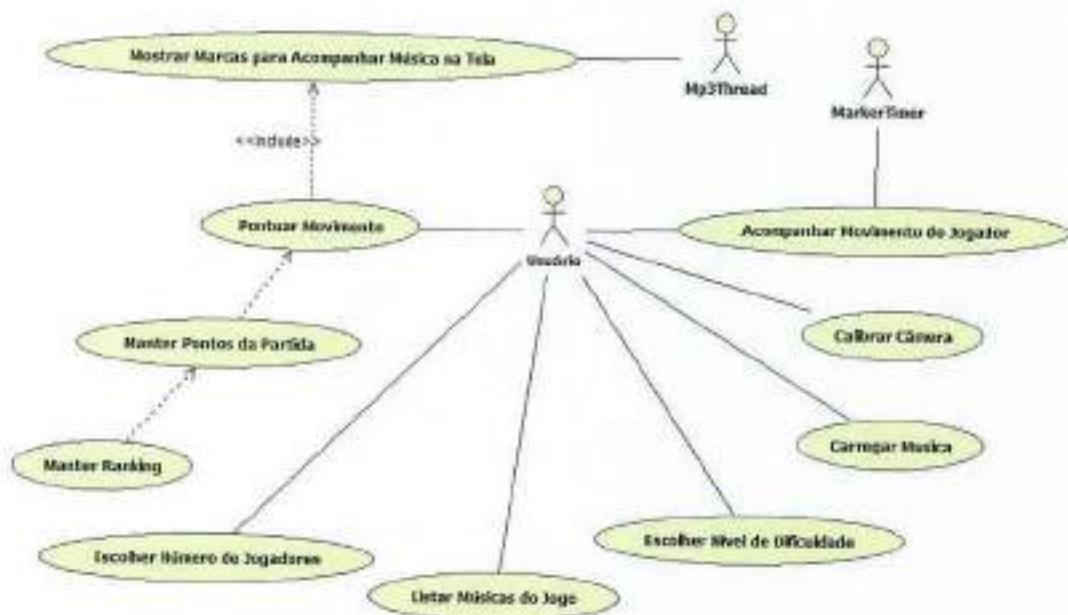 Mostrar Marcas para Acompanhar Música na Tela
Mp3Thread
MarkerTimer
<<include>>
Pontuar Movimento
Usuário
Acompanhar Movimento do Jogador
Manter Pontos da Partida
Calibrar Câmera
Manter Ranking
Carregar Musica
Escolher Número de Jogadores
Escolher Nível de Dificuldade
Listar Músicas do Jogo